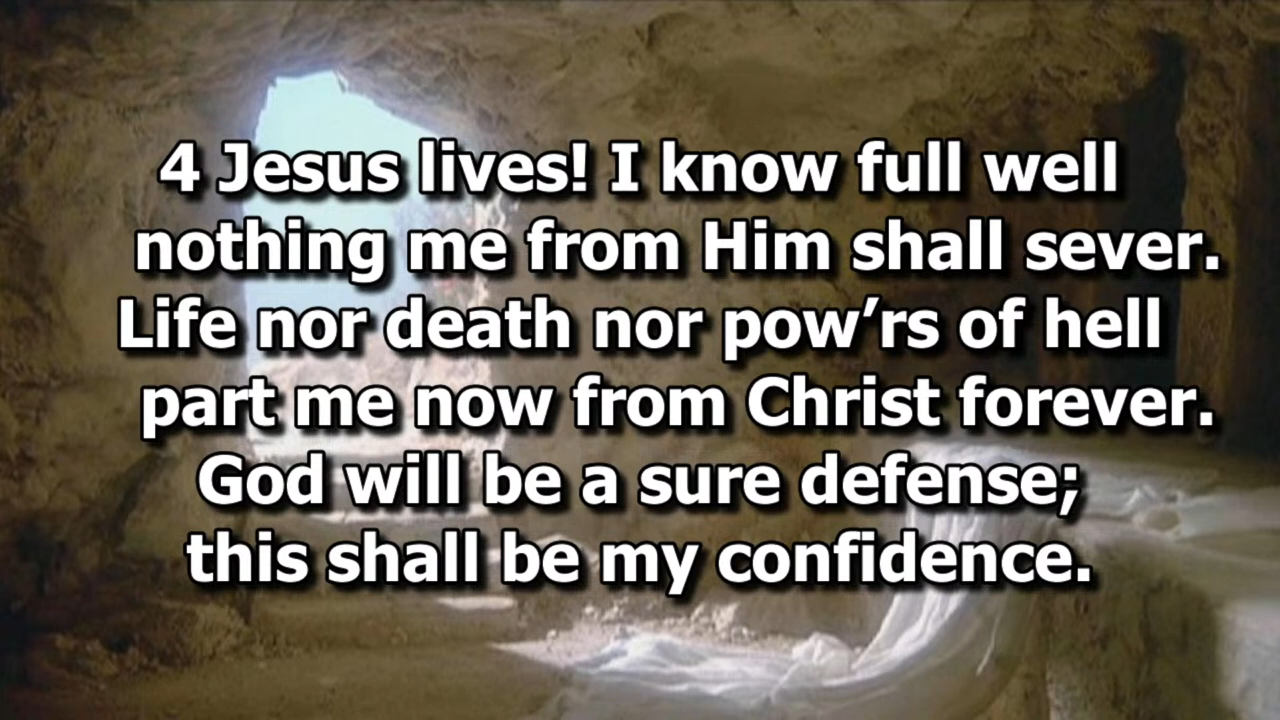 4 Jesus lives! I know full well
nothing me from Him shall sever.
Life nor death nor pow’rs of hell
part me now from Christ forever.
God will be a sure defense;
this shall be my confidence.